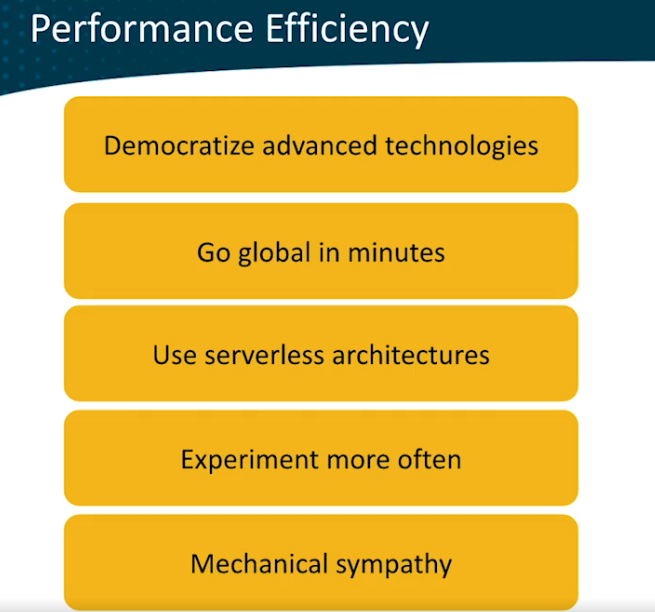 Performance Efficiency
Democratize advanced technologies
Go global in minutes
Use serverless architectures
Experiment more often
Mechanical sympathy